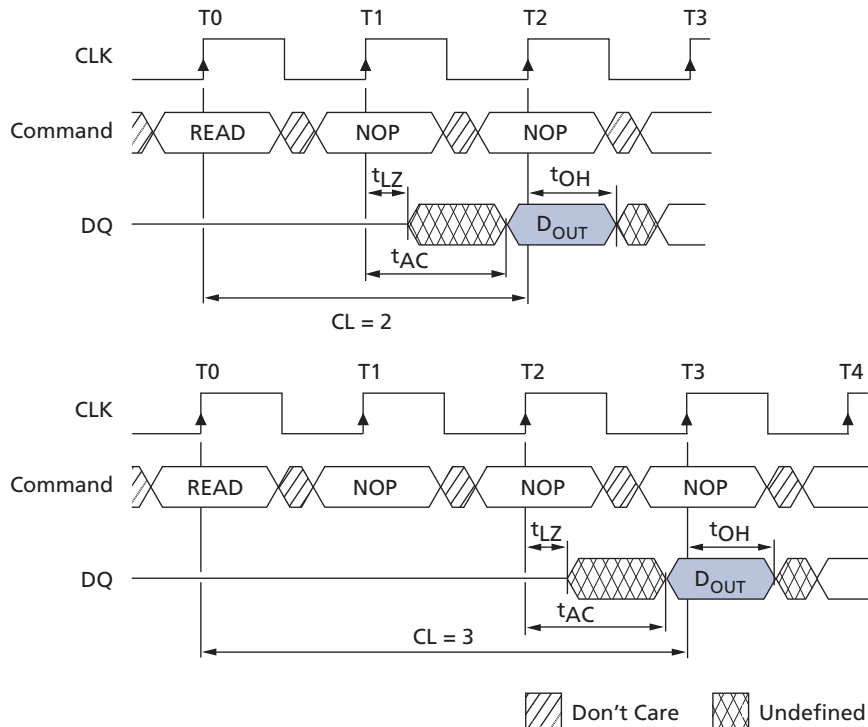 T0 T1 T2 T3
CLK
Command READ NOP NOP
tLZ tOH
DQ DOUT
tAC
CL = 2
T0 T1 T2 T3 T4
CLK
Command READ NOP NOP NOP
tLZ tOH
DQ DOUT
tAC
CL = 3
Don't Care Undefined